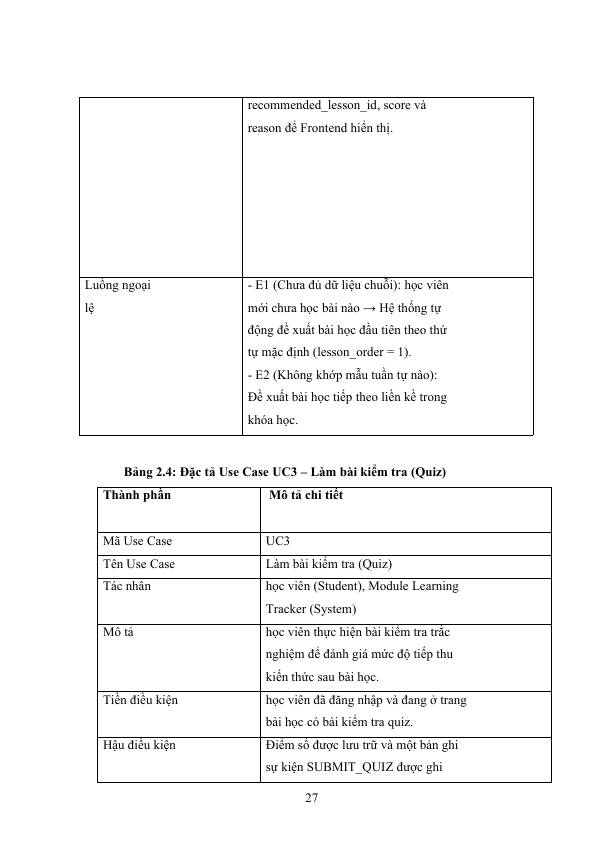 recommended_lesson_id, score và
reason để Frontend hiển thị.
Luồng ngoại
lệ
- E1 (Chưa đủ dữ liệu chuỗi): học viên
mới chưa học bài nào → Hệ thống tự
động đề xuất bài học đầu tiên theo thứ
tự mặc định (lesson_order = 1).
- E2 (Không khớp mẫu tuần tự nào):
Đề xuất bài học tiếp theo liền kề trong
khóa học.
Bảng 2.4: Đặc tả Use Case UC3 – Làm bài kiểm tra (Quiz)
Thành phần Mô tả chi tiết
Mã Use Case UC3
Tên Use Case Làm bài kiểm tra (Quiz)
Tác nhân học viên (Student), Module Learning
Tracker (System)
Mô tả học viên thực hiện bài kiểm tra trắc
nghiệm để đánh giá mức độ tiếp thu
kiến thức sau bài học.
Tiền điều kiện học viên đã đăng nhập và đang ở trang
bài học có bài kiểm tra quiz.
Hậu điều kiện Điểm số được lưu trữ và một bản ghi
sự kiện SUBMIT_QUIZ được ghi
27